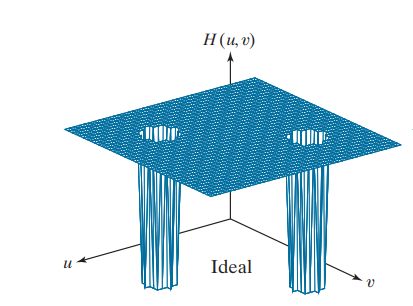 H(u, v)
u
Ideal
v